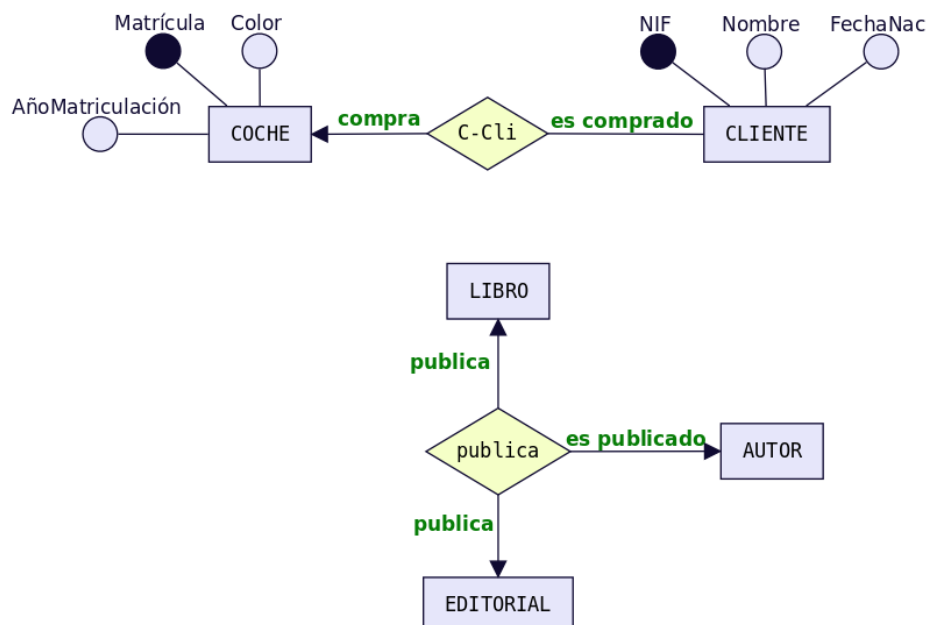 Matrícula Color NIF Nombre FechaNac
AñoMatriculación
COCHE compra C-Cli es comprado CLIENTE
LIBRO
publica
publica es publicado AUTOR
publica
EDITORIAL